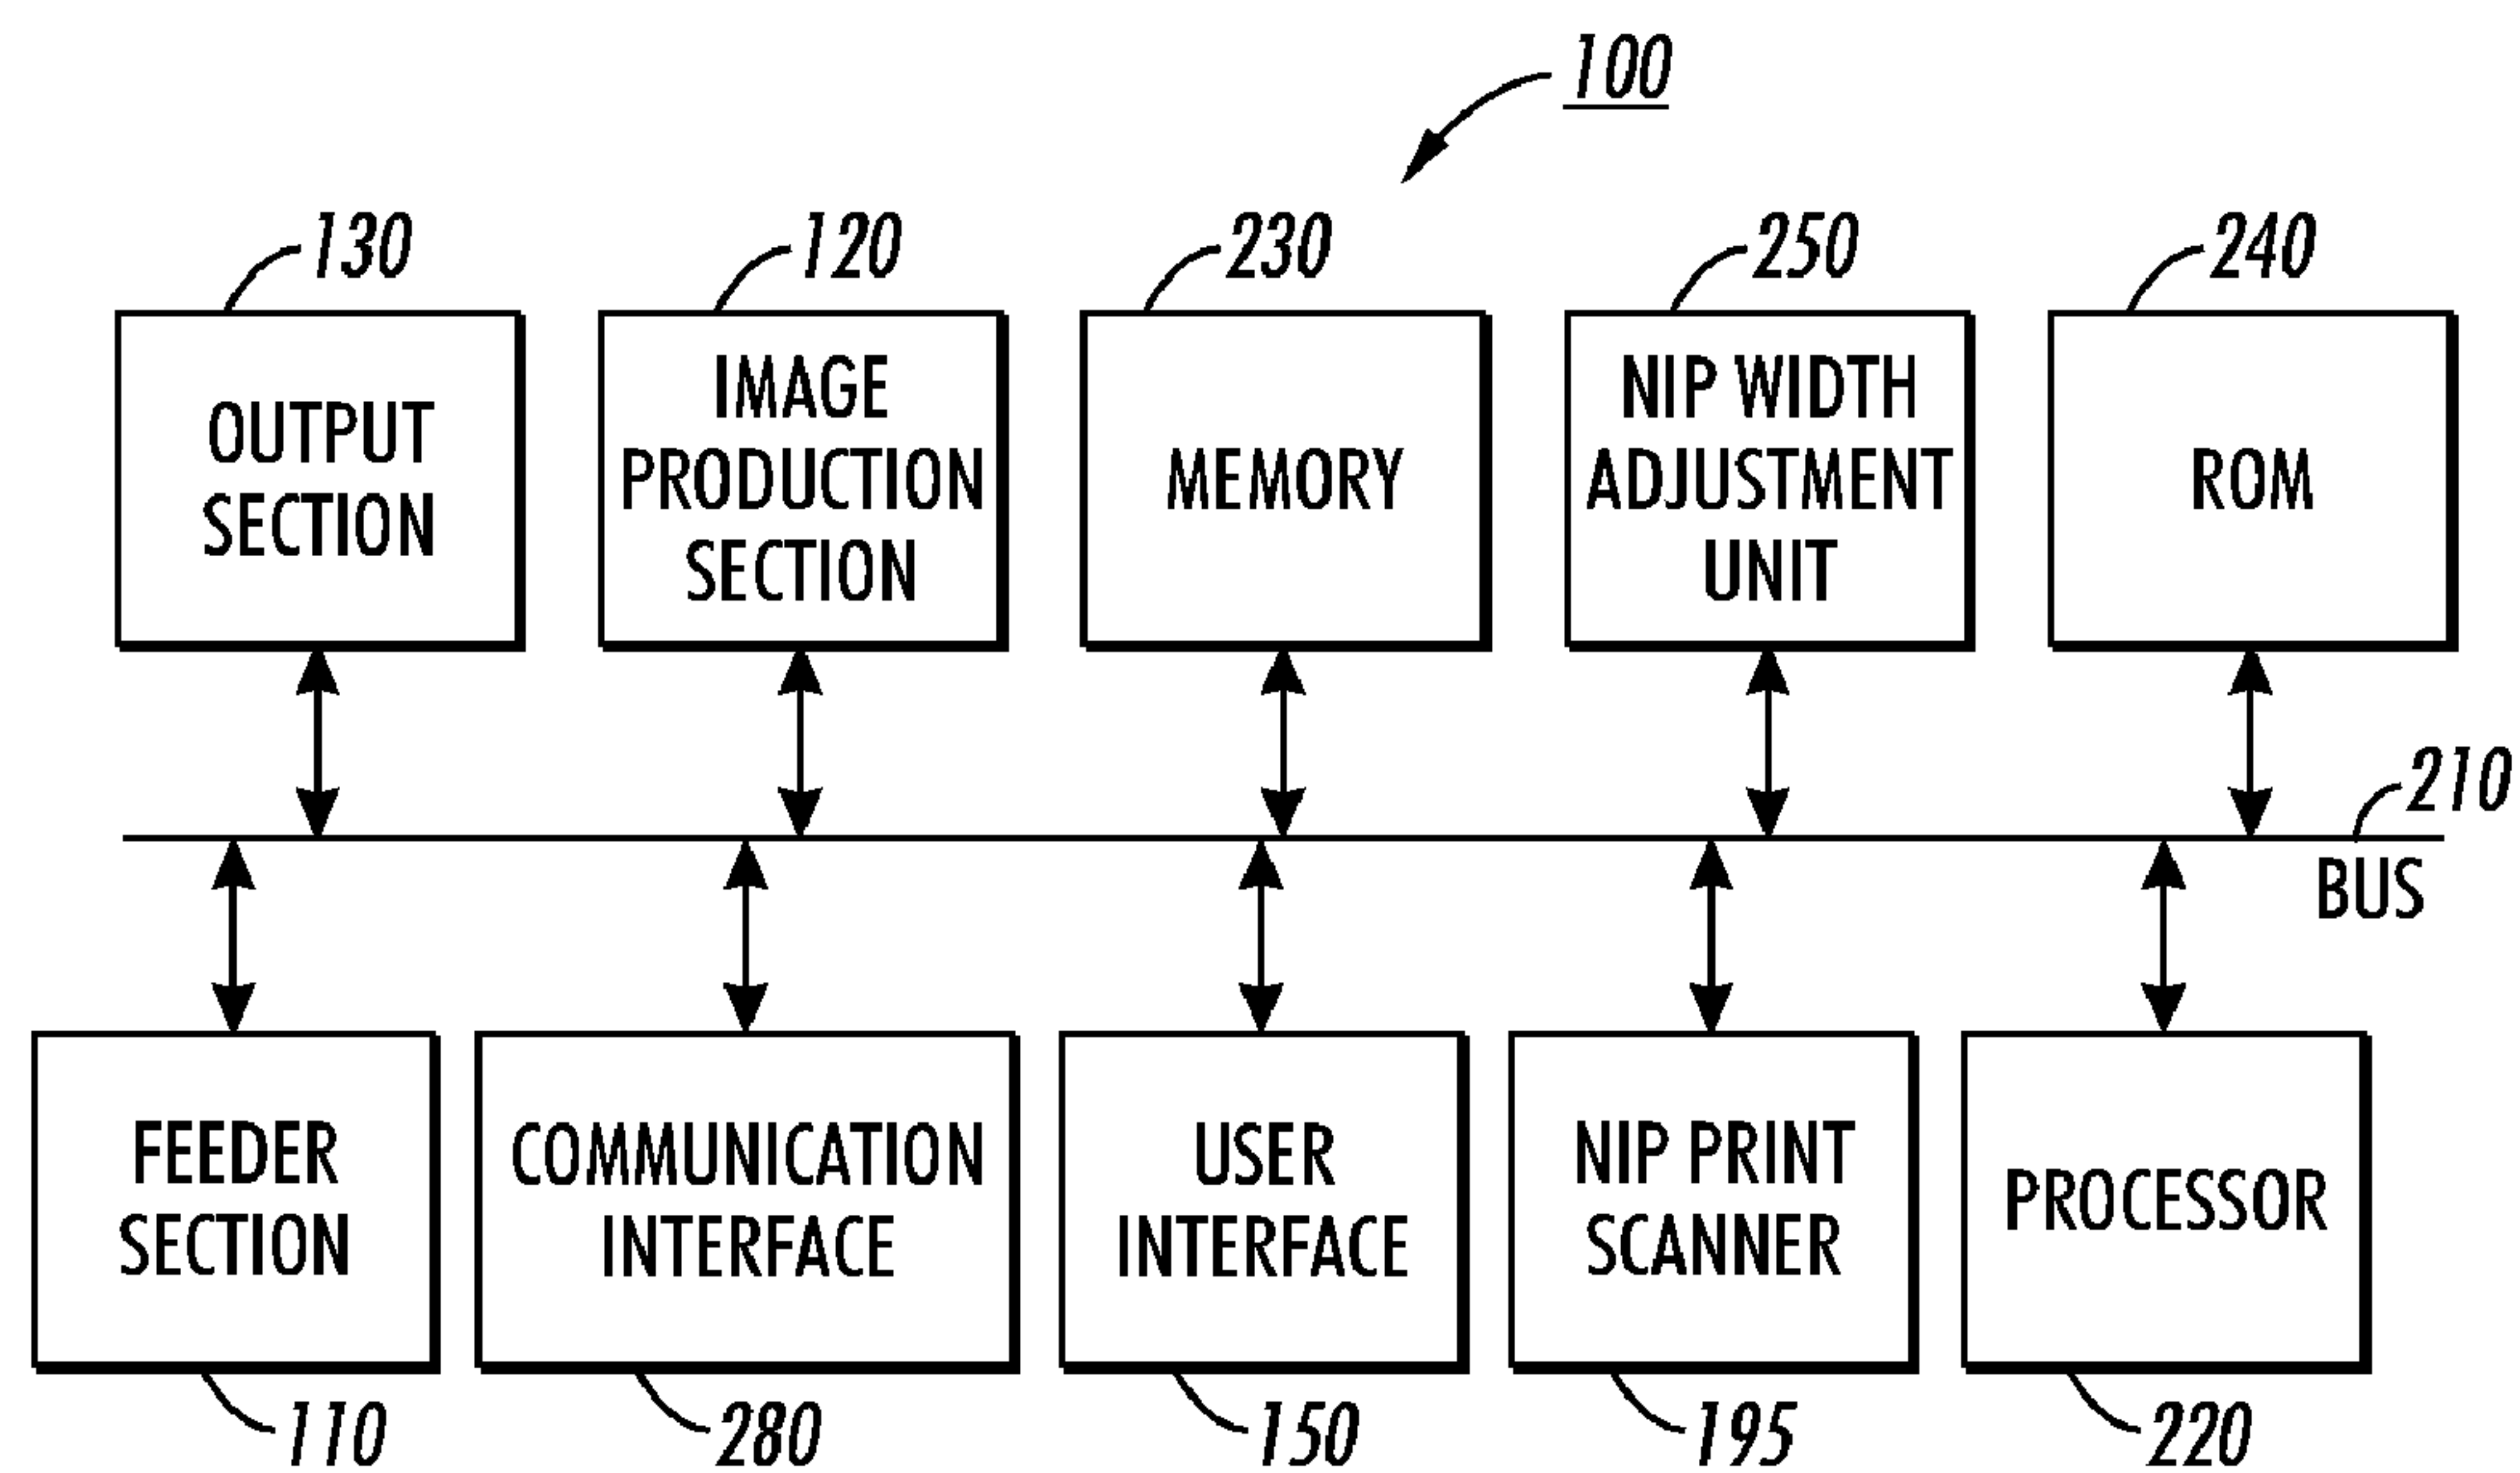 100
130
120
230
250
240
OUTPUT
SECTION
IMAGE
PRODUCTION
SECTION
MEMORY
NIP WIDTH
ADJUSTMENT
UNIT
ROM
210
BUS
FEEDER
SECTION
COMMUNICATION
INTERFACE
USER
INTERFACE
NIP PRINT
SCANNER
PROCESSOR
110
280
150
195
220